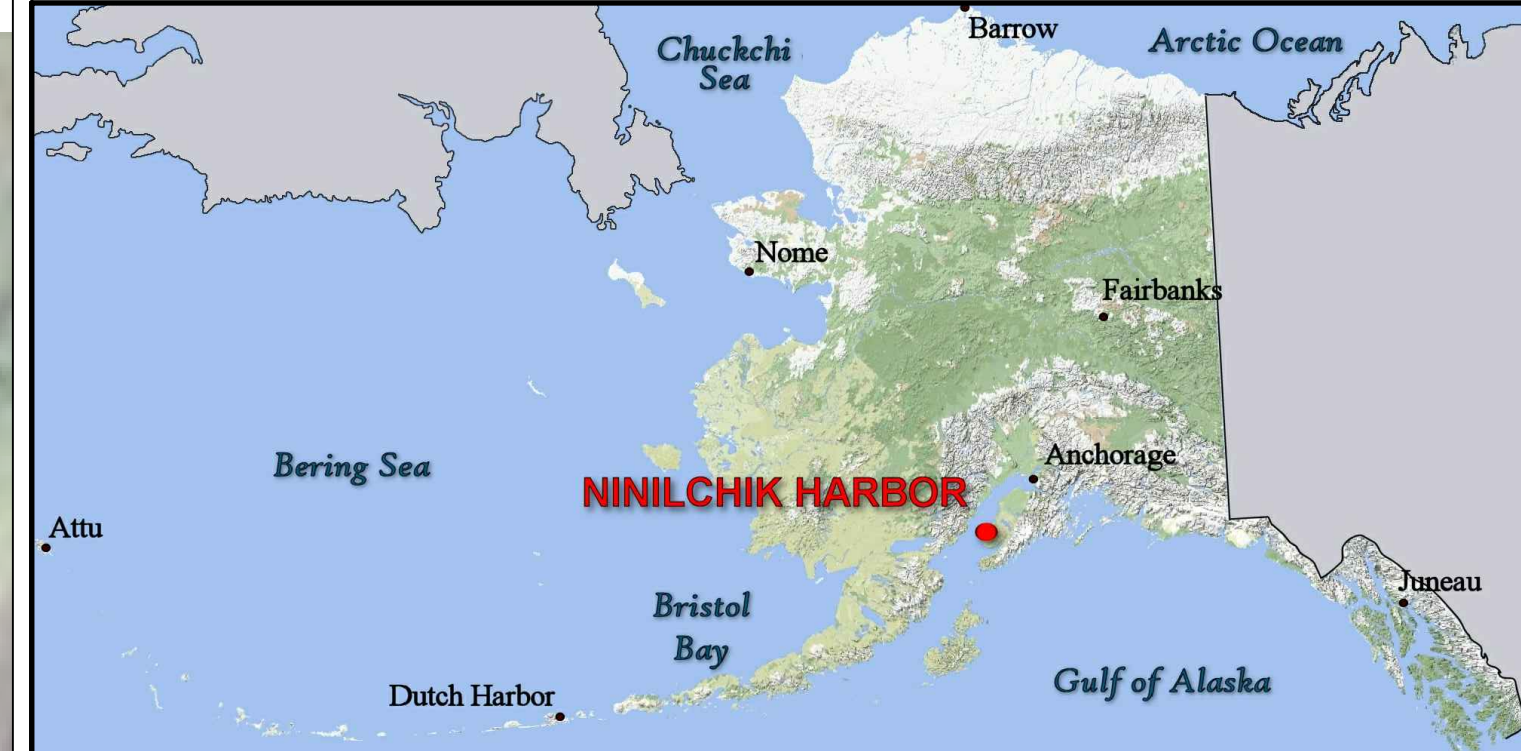 Barrow
Chuckchi
Sea
Arctic Ocean
Nome
Fairbanks
Anchorage
Bering Sea
NINILCHIK HARBOR
Attu
Juneau
Bristol
Bay
Gulf of Alaska
Dutch Harbor